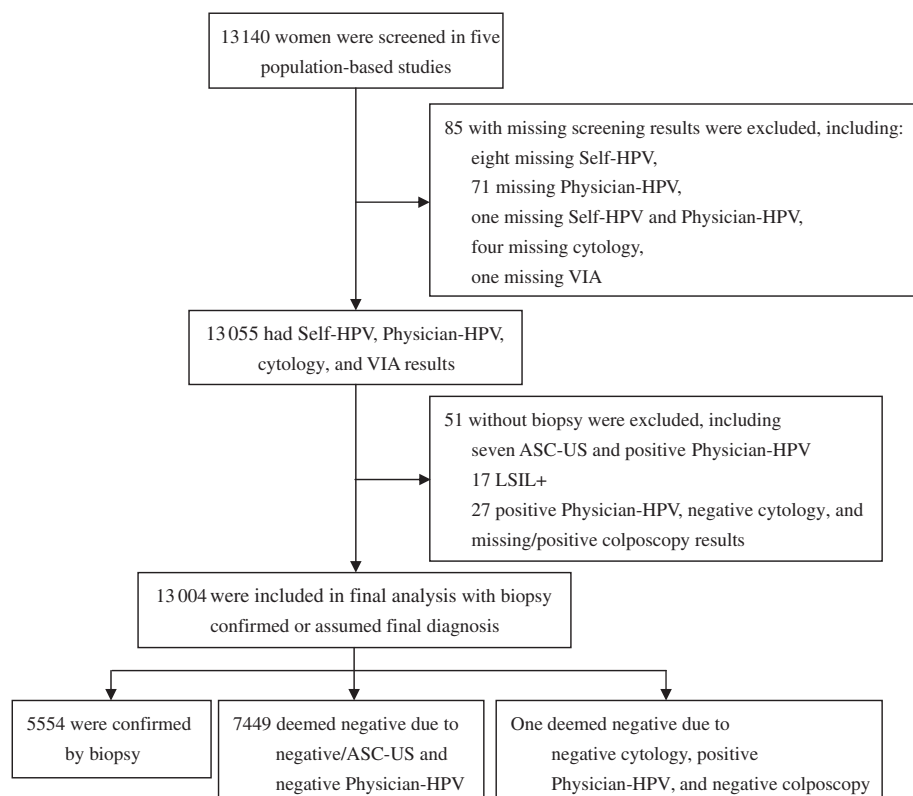 13 140 women were screened in five
population-based studies
85 with missing screening results were excluded, including:
eight missing Self-HPV,
71 missing Physician-HPV,
one missing Self-HPV and Physician-HPV,
four missing cytology,
one missing VIA
13 055 had Self-HPV, Physician-HPV,
cytology, and VIA results
51 without biopsy were excluded, including
seven ASC-US and positive Physician-HPV
17 LSIL+
27 positive Physician-HPV, negative cytology, and
missing/positive colposcopy results
13 004 were included in final analysis with biopsy
confirmed or assumed final diagnosis
5554 were confirmed
by biopsy
7449 deemed negative due to
negative/ASC-US and
negative Physician-HPV
One deemed negative due to
negative cytology, positive
Physician-HPV, and negative colposcopy